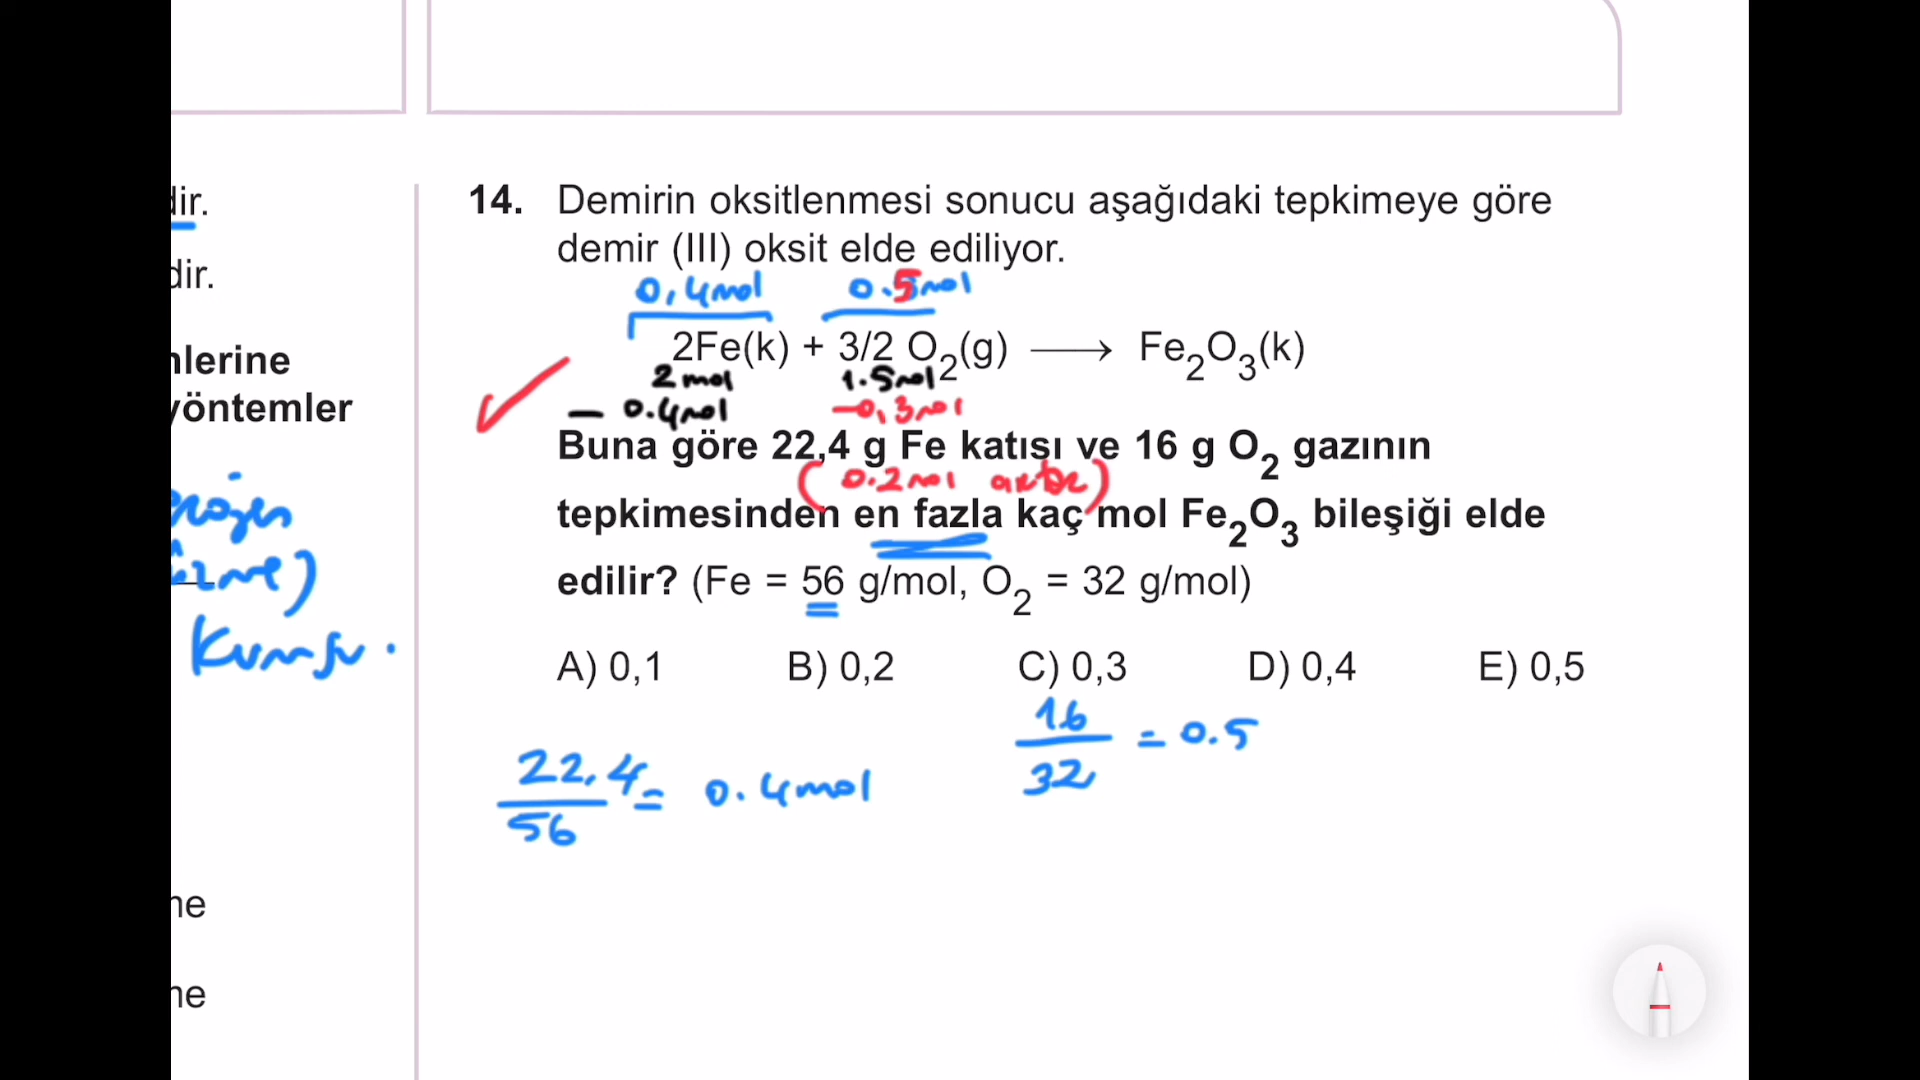 dir.
dir.
nlerine
yöntemler
Kumsu.
ne
ne
14. Demirin oksitlenmesi sonucu aşağıdaki tepkimeye göre
demir (III) oksit elde ediliyor.
0,4mol 0.5mol
2Fe(k) + 3/2 O₂(g) ⟶ Fe₂O₃(k)
2 mol 1.5mol
– 0.4mol –0,3mol
Buna göre 22,4 g Fe katısı ve 16 g O₂ gazının
(0.2mol artar)
tepkimesinden en fazla kaç mol Fe₂O₃ bileşiği elde
edilir? (Fe = 56 g/mol, O₂ = 32 g/mol)
A) 0,1 B) 0,2 C) 0,3 D) 0,4 E) 0,5
16/32 = 0.5
22,4/56 = 0.4mol